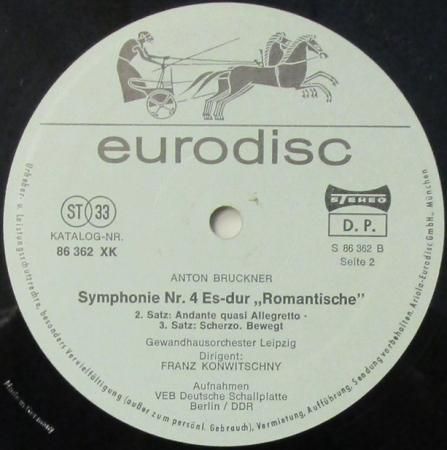 eurodisc
ST 33
KATALOG-NR.
86 362 XK
STEREO
D. P.
S 86 362 B
Seite 2
ANTON BRUCKNER
Symphonie Nr. 4 Es-dur „Romantische”
2. Satz: Andante quasi Allegretto -
3. Satz: Scherzo. Bewegt
Gewandhausorchester Leipzig
Dirigent:
FRANZ KONWITSCHNY
Aufnahmen
VEB Deutsche Schallplatte
Berlin / DDR
Urheber- u. Leistungsschutzrechte, besonders Vervielfältigung (außer zum persönl. Gebrauch), Vermietung, Aufführung, Sendung vorbehalten. Ariola-Eurodisc GmbH., München
Made in Germany